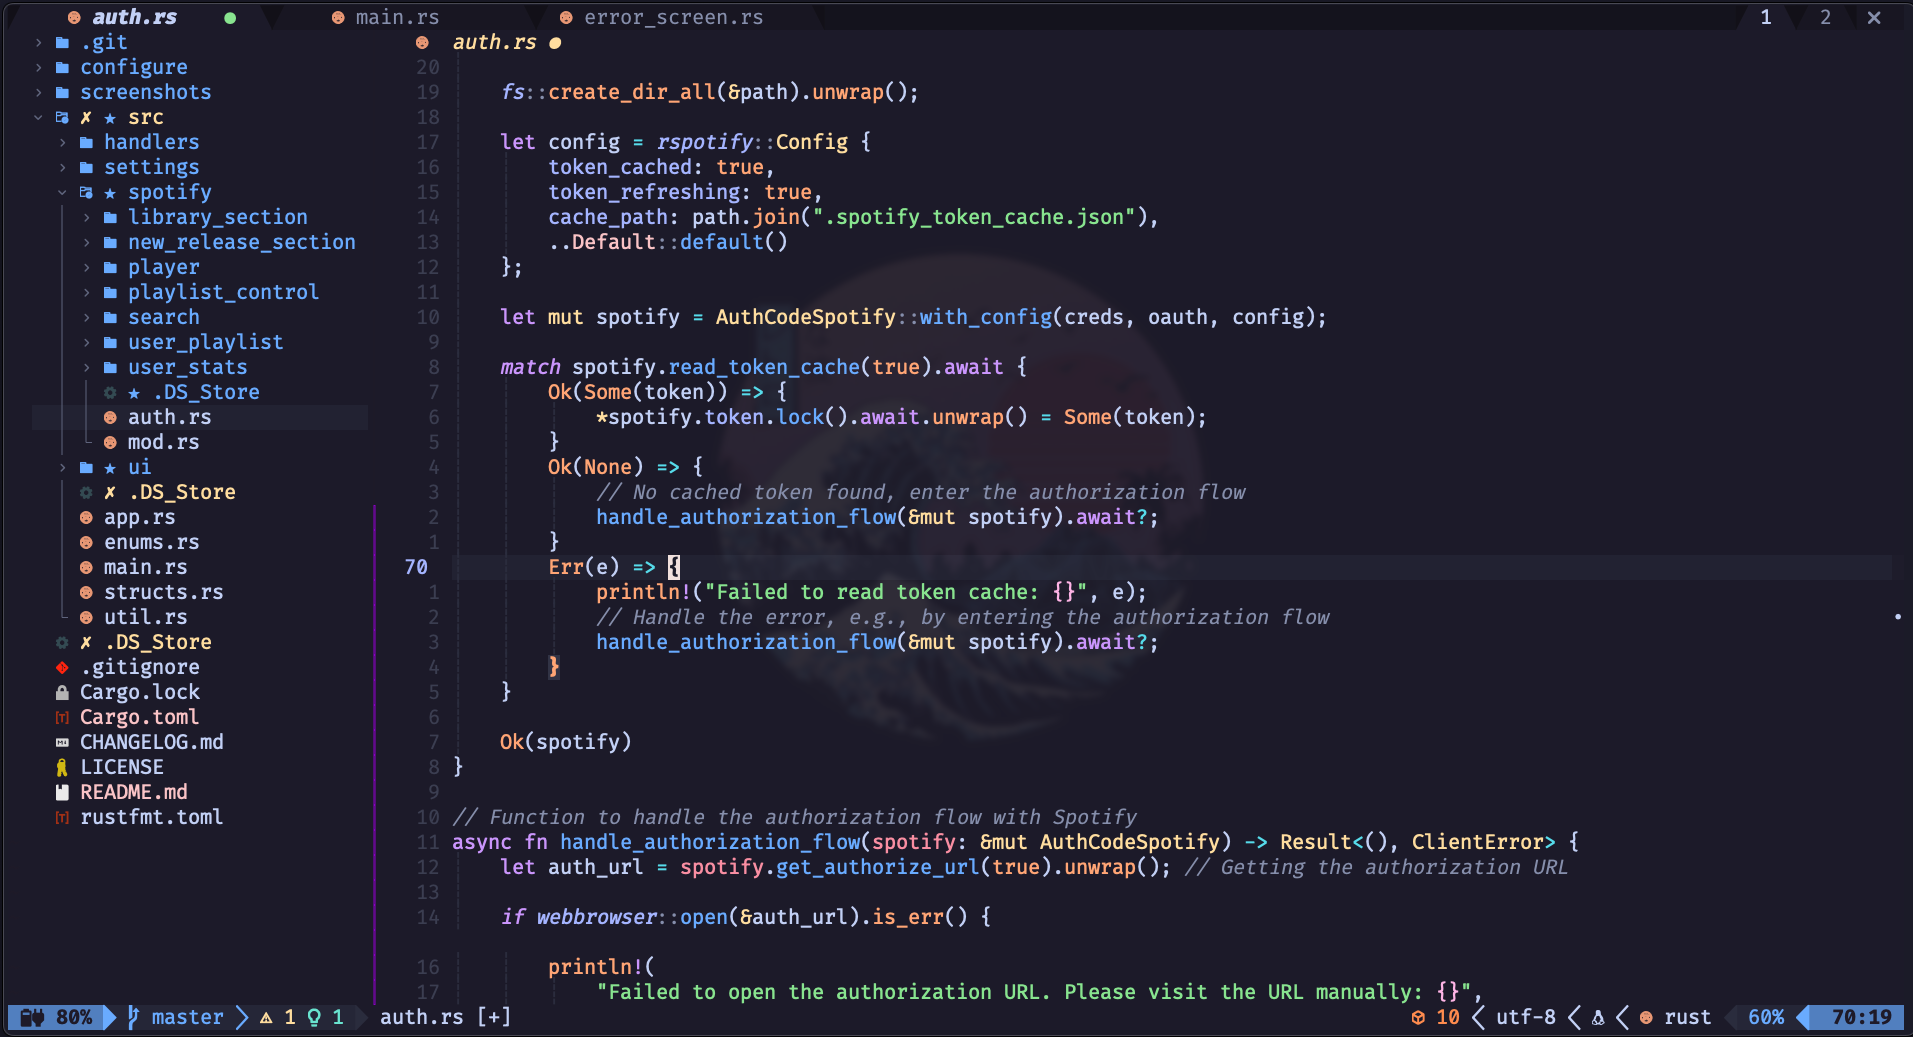 auth.rs main.rs error_screen.rs 1 2
.git
configure
screenshots
src
handlers
settings
spotify
library_section
new_release_section
player
playlist_control
search
user_playlist
user_stats
.DS_Store
auth.rs
mod.rs
ui
.DS_Store
app.rs
enums.rs
main.rs
structs.rs
util.rs
.DS_Store
.gitignore
Cargo.lock
Cargo.toml
CHANGELOG.md
LICENSE
README.md
rustfmt.toml
auth.rs
20
19 fs::create_dir_all(&path).unwrap();
18
17 let config = rspotify::Config {
16 token_cached: true,
15 token_refreshing: true,
14 cache_path: path.join(".spotify_token_cache.json"),
13 ..Default::default()
12 };
11
10 let mut spotify = AuthCodeSpotify::with_config(creds, oauth, config);
9
8 match spotify.read_token_cache(true).await {
7 Ok(Some(token)) => {
6 *spotify.token.lock().await.unwrap() = Some(token);
5 }
4 Ok(None) => {
3 // No cached token found, enter the authorization flow
2 handle_authorization_flow(&mut spotify).await?;
1 }
70 Err(e) => {
1 println!("Failed to read token cache: {}", e);
2 // Handle the error, e.g., by entering the authorization flow
3 handle_authorization_flow(&mut spotify).await?;
4 }
5 }
6
7 Ok(spotify)
8 }
9
10 // Function to handle the authorization flow with Spotify
11 async fn handle_authorization_flow(spotify: &mut AuthCodeSpotify) -> Result<(), ClientError> {
12 let auth_url = spotify.get_authorize_url(true).unwrap(); // Getting the authorization URL
13
14 if webbrowser::open(&auth_url).is_err() {
16 println!(
17 "Failed to open the authorization URL. Please visit the URL manually: {}",
80% master 1 1 auth.rs [+] 10 utf-8 rust 60% 70:19